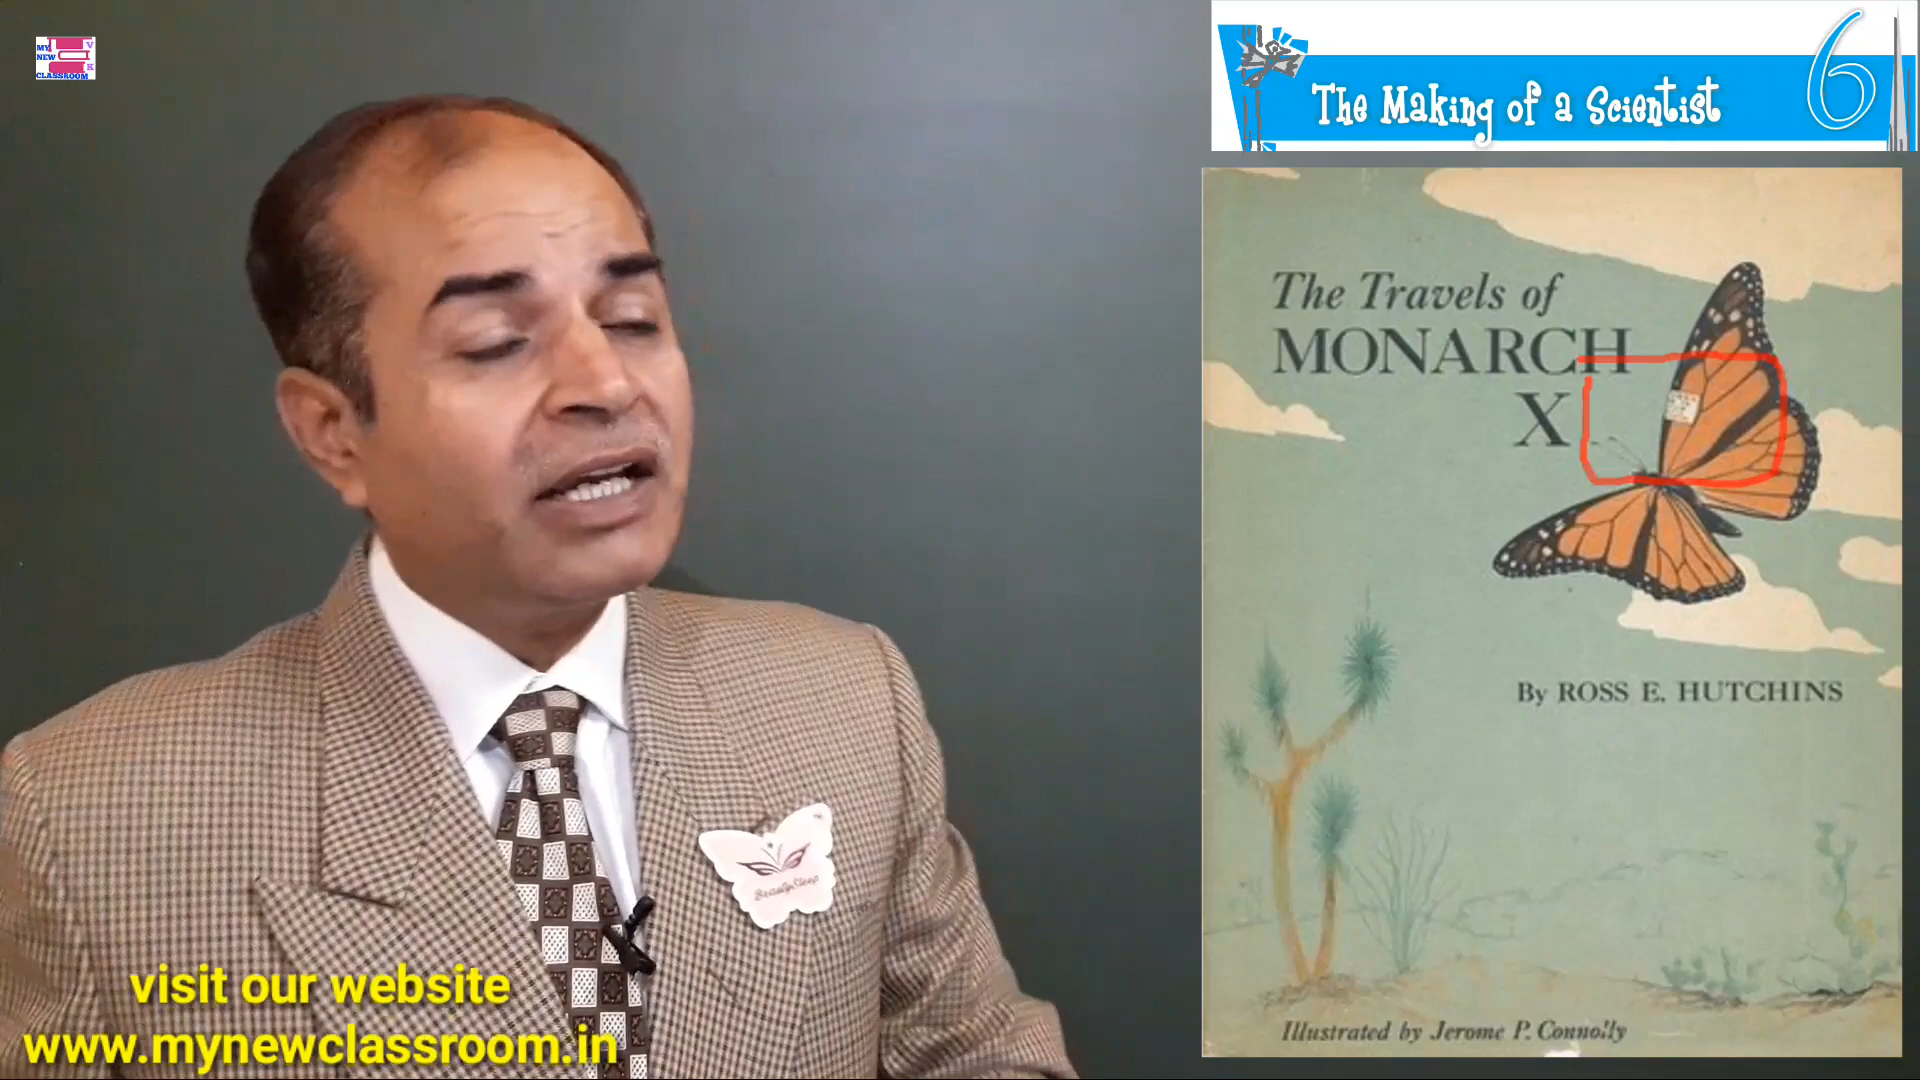 MY
NEW
CLASSROOM
V
K
The Making of a Scientist
6
The Travels of
MONARCH
X
By ROSS E. HUTCHINS
Illustrated by Jerome P. Connolly
BeautySleep
visit our website
www.mynewclassroom.in